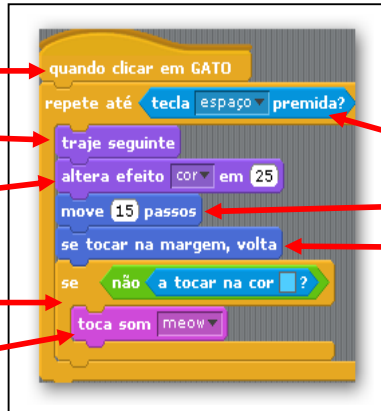 quando clicar em GATO
repete até tecla espaço premida?
traje seguinte
altera efeito cor em 25
move 15 passos
se tocar na margem, volta
se não a tocar na cor ?
toca som meow